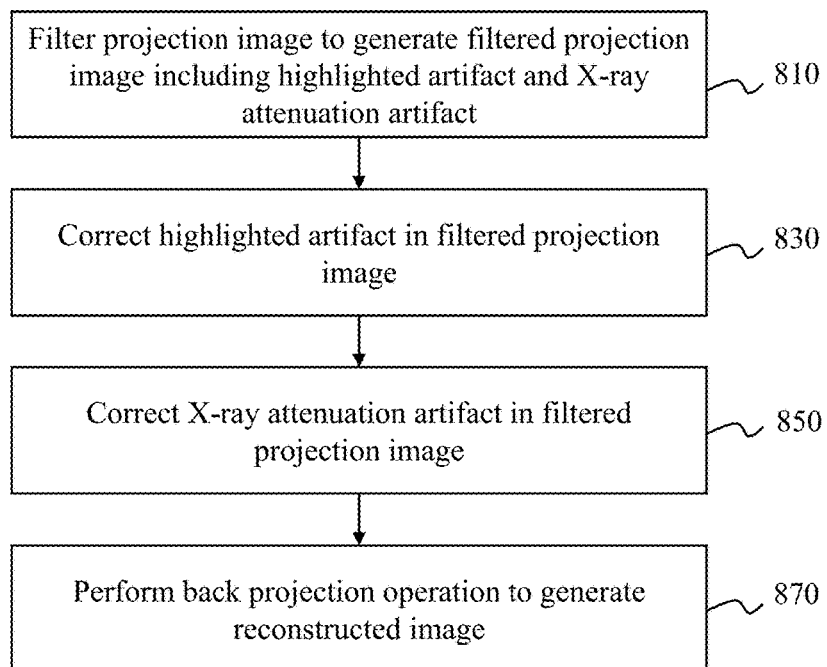 Filter projection image to generate filtered projection
image including highlighted artifact and X-ray
attenuation artifact
810
Correct highlighted artifact in filtered projection
image
830
Correct X-ray attenuation artifact in filtered
projection image
850
Perform back projection operation to generate
reconstructed image
870